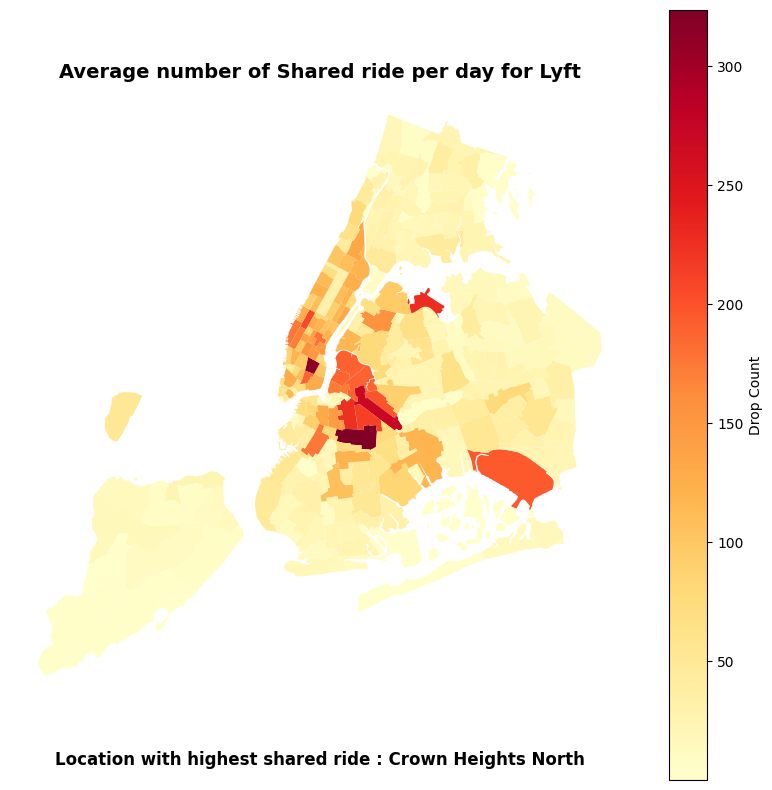 Average number of Shared ride per day for Lyft
300
250
200
150
100
50
Drop Count
Location with highest shared ride : Crown Heights North